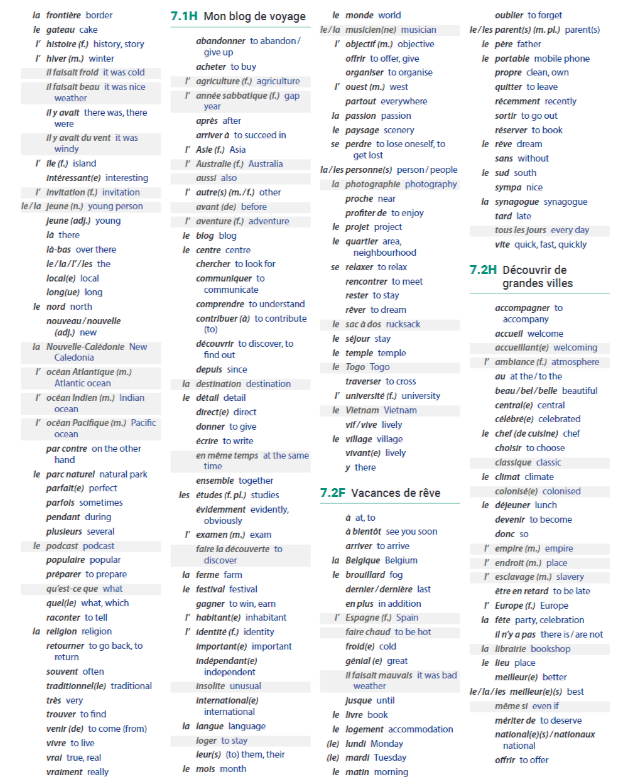 la frontière border
le gateau cake
l' histoire (f.) history, story
l' hiver (m.) winter
il faisait froid it was cold
il faisait beau it was nice
weather
il y avait there was, there
were
il y avait du vent it was
windy
l' île (f.) island
intéressant(e) interesting
l' invitation (f.) invitation
le/la jeune (n.) young person
jeune (adj.) young
là there
là-bas over there
le/la/l'/les the
local(e) local
long(ue) long
le nord north
nouveau/nouvelle
(adj.) new
la Nouvelle-Calédonie New
Caledonia
l' océan Atlantique (m.)
Atlantic ocean
l' océan Indien (m.) Indian
ocean
l' océan Pacifique (m.) Pacific
ocean
par contre on the other
hand
le parc naturel natural park
parfait(e) perfect
parfois sometimes
pendant during
plusieurs several
le podcast podcast
populaire popular
préparer to prepare
qu'est-ce que what
quel(le) what, which
raconter to tell
la religion religion
retourner to go back, to
return
souvent often
traditionnel(le) traditional
très very
trouver to find
venir (de) to come (from)
vivre to live
vrai true, real
vraiment really
7.1H Mon blog de voyage
abandonner to abandon /
give up
acheter to buy
l' agriculture (f.) agriculture
l' année sabbatique (f.) gap
year
après after
arriver à to succeed in
l' Asie (f.) Asia
l' Australie (f.) Australia
aussi also
l' autre(s) (m./f.) other
avant (de) before
l' aventure (f.) adventure
le blog blog
le centre centre
chercher to look for
communiquer to
communicate
comprendre to understand
contribuer (à) to contribute
(to)
découvrir to discover, to
find out
depuis since
la destination destination
le détail detail
direct(e) direct
donner to give
écrire to write
en même temps at the same
time
ensemble together
les études (f. pl.) studies
évidemment evidently,
obviously
l' examen (m.) exam
faire la découverte to
discover
la ferme farm
le festival festival
gagner to win, earn
l' habitant(e) inhabitant
l' identité (f.) identity
important(e) important
indépendant(e)
independent
insolite unusual
international(e)
international
la langue language
loger to stay
leur(s) (to) them, their
le mois month
le monde world
le/la musicien(ne) musician
l' objectif (m.) objective
offrir to offer, give
organiser to organise
l' ouest (m.) west
partout everywhere
la passion passion
le paysage scenery
se perdre to lose oneself, to
get lost
la/les personne(s) person/people
la photographie photography
proche near
profiter de to enjoy
le projet project
le quartier area,
neighbourhood
se relaxer to relax
rencontrer to meet
rester to stay
rêver to dream
le sac à dos rucksack
le séjour stay
le temple temple
le Togo Togo
traverser to cross
l' université (f.) university
le Vietnam Vietnam
vif/vive lively
le village village
vivant(e) lively
y there
7.2F Vacances de rêve
à at, to
à bientôt see you soon
arriver to arrive
la Belgique Belgium
le brouillard fog
dernier/dernière last
en plus in addition
l' Espagne (f.) Spain
faire chaud to be hot
froid(e) cold
génial(e) great
il faisait mauvais it was bad
weather
jusque until
le livre book
le logement accommodation
(le) lundi Monday
(le) mardi Tuesday
le matin morning
oublier to forget
le/les parent(s) (m. pl.) parent(s)
le père father
le portable mobile phone
propre clean, own
quitter to leave
récemment recently
sortir to go out
réserver to book
le rêve dream
sans without
le sud south
sympa nice
la synagogue synagogue
tard late
tous les jours every day
vite quick, fast, quickly
7.2H Découvrir de
grandes villes
accompagner to
accompany
accueil welcome
accueillant(e) welcoming
l' ambiance (f.) atmosphere
au at the/to the
beau/bel/belle beautiful
central(e) central
célébré(e) celebrated
le chef (de cuisine) chef
choisir to choose
classique classic
le climat climate
colonisé(e) colonised
le déjeuner lunch
devenir to become
donc so
l' empire (m.) empire
l' endroit (m.) place
l' esclavage (m.) slavery
être en retard to be late
l' Europe (f.) Europe
la fête party, celebration
il n'y a pas there is/are not
la librairie bookshop
le lieu place
meilleur(e) better
le/la/les meilleur(e)(s) best
même si even if
mériter de to deserve
national(e)(s)/nationaux
national
offrir to offer